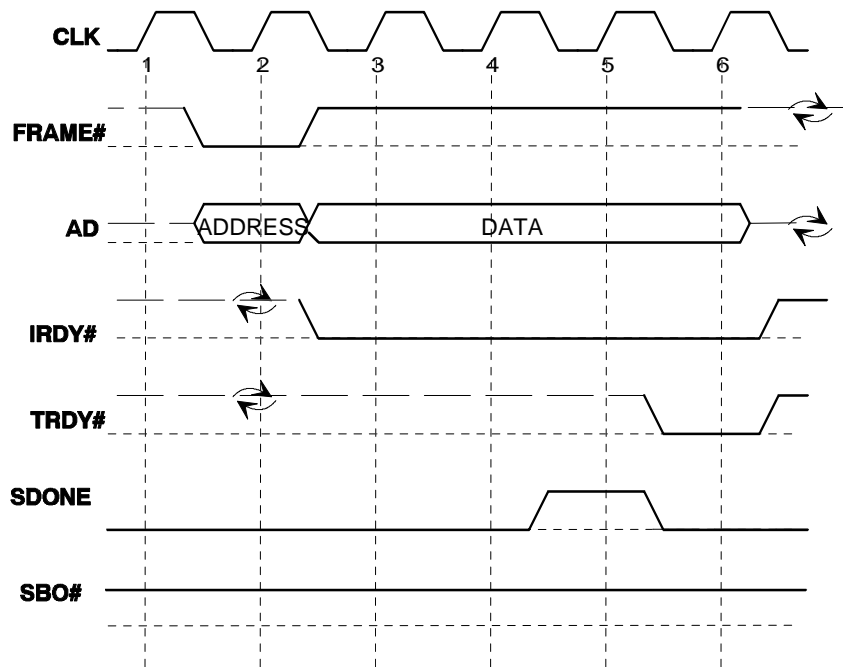 CLK
1 2 3 4 5 6
FRAME#
AD ADDRESS DATA
IRDY#
TRDY#
SDONE
SBO#